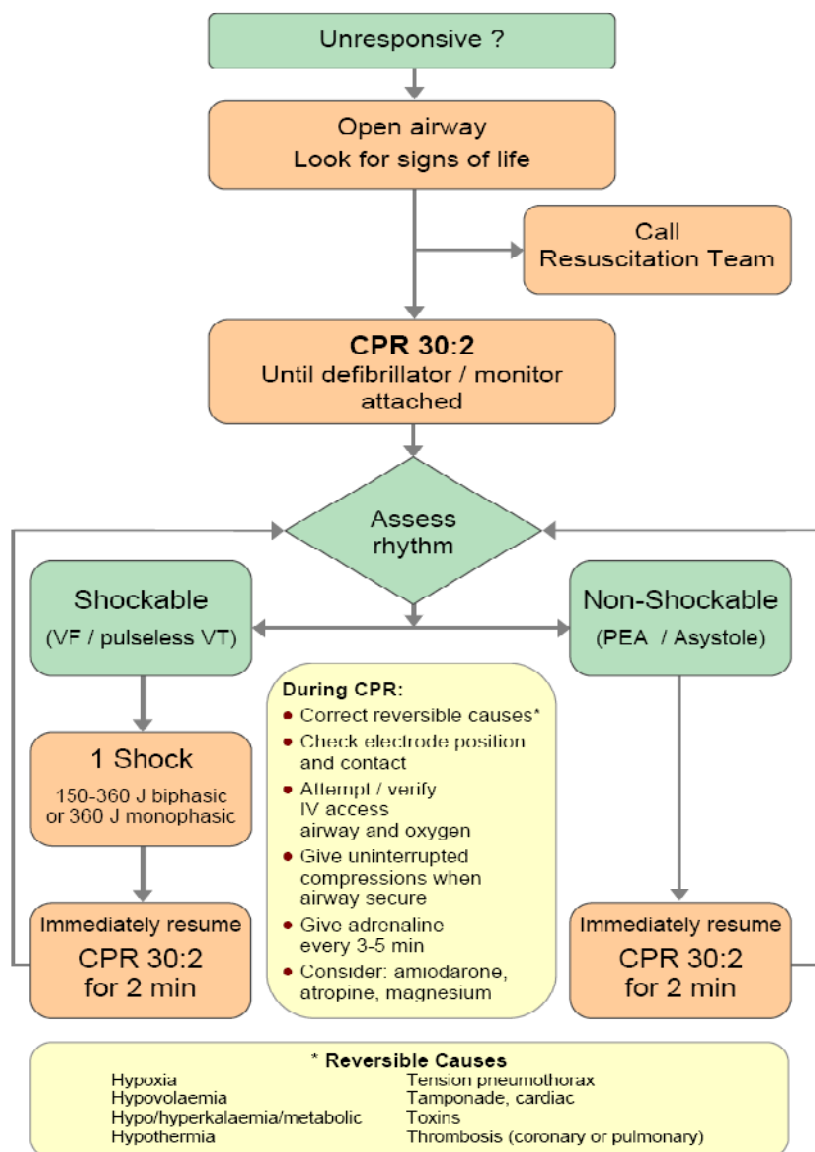 Unresponsive ?
Open airway
Look for signs of life
Call
Resuscitation Team
CPR 30:2
Until defibrillator / monitor
attached
Assess
rhythm
Shockable
(VF / pulseless VT)
Non-Shockable
(PEA / Asystole)
1 Shock
150-360 J biphasic
or 360 J monophasic
Immediately resume
CPR 30:2
for 2 min
During CPR:
● Correct reversible causes*
● Check electrode position
and contact
● Attempt / verify
IV access
airway and oxygen
● Give uninterrupted
compressions when
airway secure
● Give adrenaline
every 3-5 min
● Consider: amiodarone,
atropine, magnesium
Immediately resume
CPR 30:2
for 2 min
* Reversible Causes
Hypoxia
Hypovolaemia
Hypo/hyperkalaemia/metabolic
Hypothermia
Tension pneumothorax
Tamponade, cardiac
Toxins
Thrombosis (coronary or pulmonary)